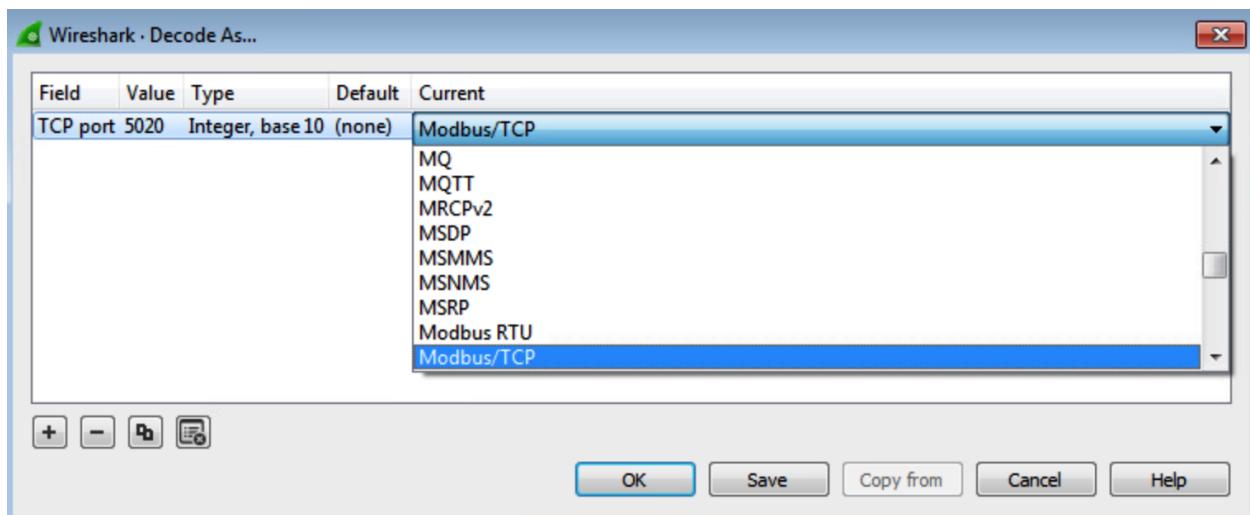 Wireshark · Decode As...
Field Value Type Default Current
TCP port 5020 Integer, base 10 (none) Modbus/TCP
MQ
MQTT
MRCPv2
MSDP
MSMMS
MSNMS
MSRP
Modbus RTU
Modbus/TCP
OK Save Copy from Cancel Help